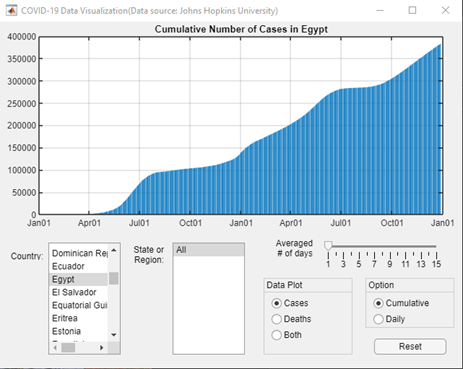 COVID-19 Data Visualization(Data source: Johns Hopkins University)
Cumulative Number of Cases in Egypt
400000
350000
300000
250000
200000
150000
100000
50000
0
Jan01 Apr01 Jul01 Oct01 Jan01 Apr01 Jul01 Oct01 Jan01
Country:
Dominican Rep
Ecuador
Egypt
El Salvador
Equatorial Gui
Eritrea
Estonia
State or
Region:
All
Averaged
# of days
1 3 5 7 9 11 13 15
Data Plot
Cases
Deaths
Both
Option
Cumulative
Daily
Reset